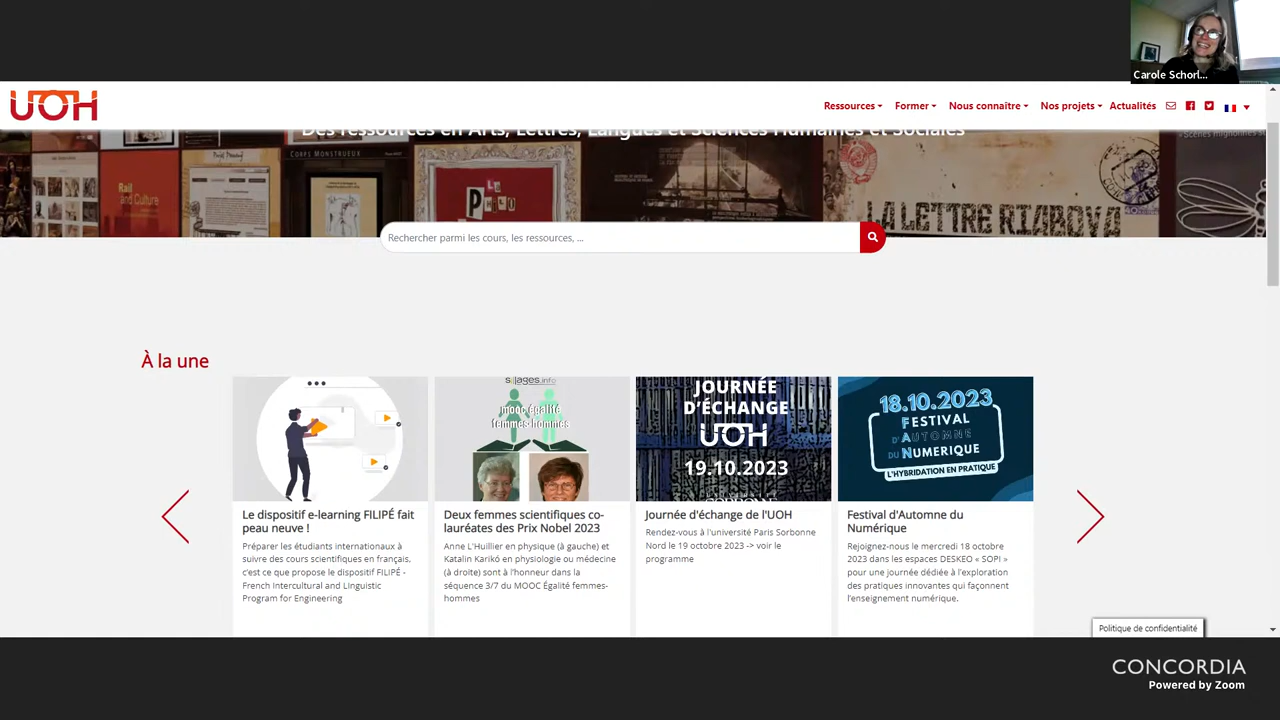 Carole Schorl...
UOH
Ressources
Former
Nous connaître
Nos projets
Actualités
Des ressources en Arts, Lettres, Langues et Sciences Humaines et Sociales
Rail
and Culture
CORPS MONSTRUEUX
LA
PhiLO
LA LETTRE RIABOVA
Rechercher parmi les cours, les ressources, ...
À la une
sillages.info
mooc égalité
femmes-hommes
JOURNÉE
D'ÉCHANGE
UOH
19.10.2023
18.10.2023
FESTIVAL
D'AUTOMNE
DU NUMERIQUE
L'HYBRIDATION EN PRATIQUE
Le dispositif e-learning FILIPÉ fait
peau neuve !
Préparer les étudiants internationaux à
suivre des cours scientifiques en français,
c'est ce que propose le dispositif FILIPÉ -
French Intercultural and LInguistic
Program for Engineering
Deux femmes scientifiques co-
lauréates des Prix Nobel 2023
Anne L'Huillier en physique (à gauche) et
Katalin Karikó en physiologie ou médecine
(à droite) sont à l'honneur dans la
séquence 3/7 du MOOC Égalité femmes-
hommes
Journée d'échange de l'UOH
Rendez-vous à l'université Paris Sorbonne
Nord le 19 octobre 2023 -> voir le
programme
Festival d'Automne du
Numérique
Rejoignez-nous le mercredi 18 octobre
2023 dans les espaces DESKEO « SOPI »
pour une journée dédiée à l'exploration
des pratiques innovantes qui façonnent
l'enseignement numérique.
Politique de confidentialité
CONCORDIA
Powered by Zoom